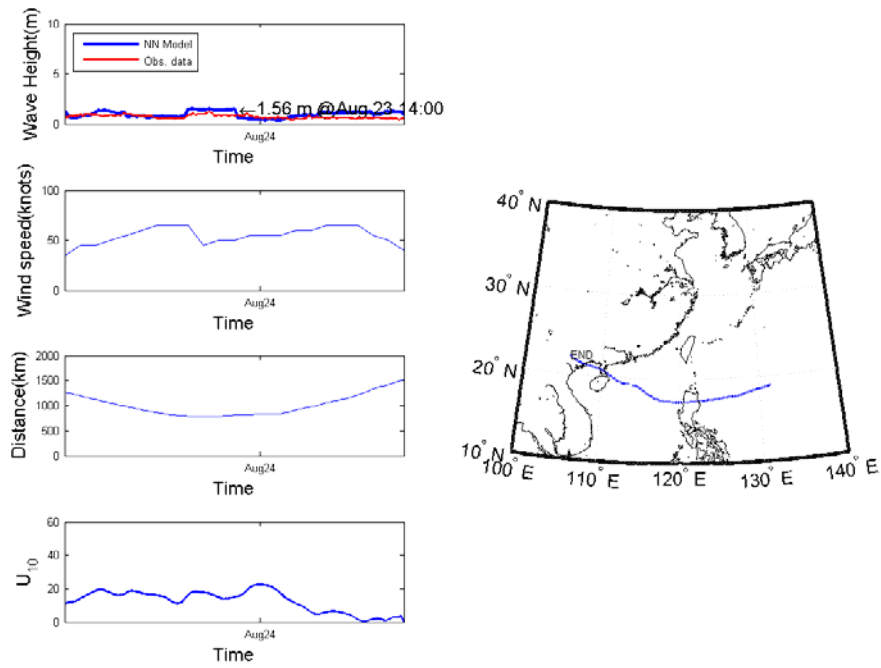 10
5
0
Wave Height(m)
NN Model
Obs. data
←1.56 m @Aug 23 14:00
Aug24
Time
100
50
0
Wind speed(knots)
Aug24
Time
2000
1500
1000
500
0
Distance(km)
Aug24
Time
60
40
20
0
U10
Aug24
Time
40° N
30° N
20° N
10° N
END
100° E
110° E
120° E
130° E
140° E